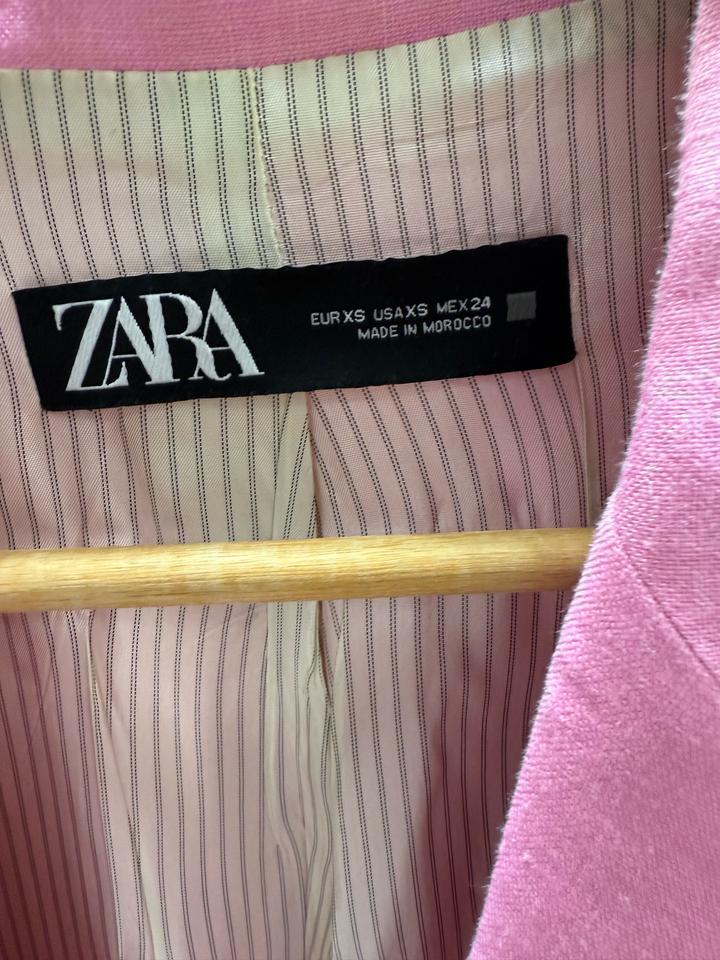 ZARA
EUR XS USA XS MEX 24
MADE IN MOROCCO